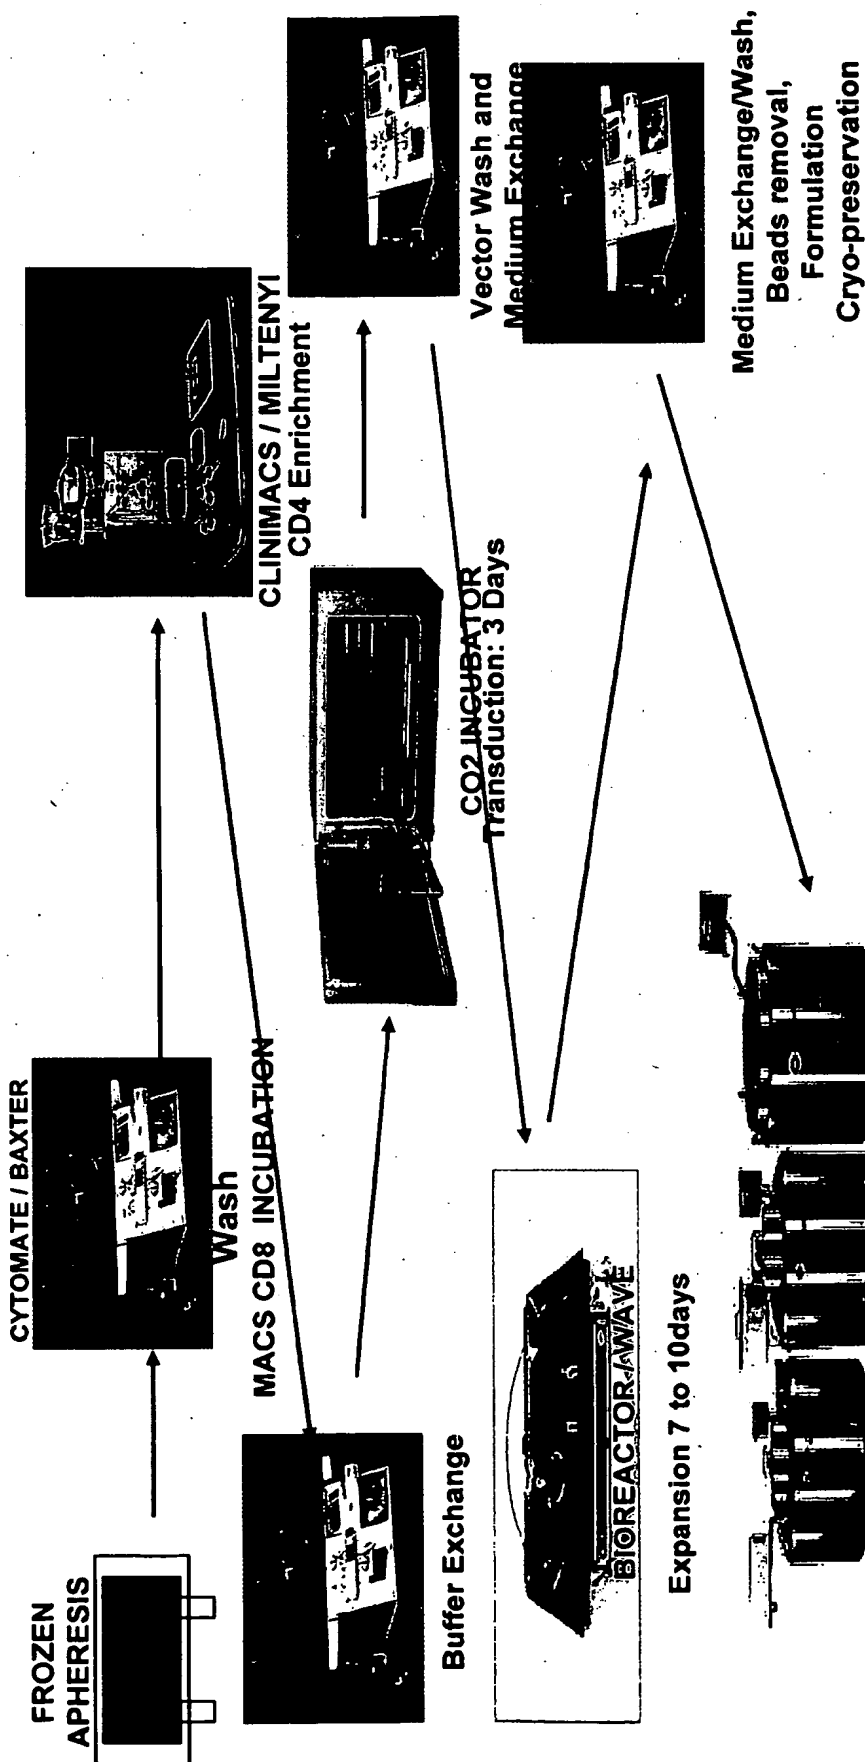 FROZEN
APHERESIS
CYTOMATE / BAXTER
Wash
CLINIMACS / MILTENYI
CD4 Enrichment
MACS CD8 INCUBATION
Buffer Exchange
CO2 INCUBATOR
Transduction: 3 Days
Vector Wash and
Medium Exchange
BIOREACTOR / WAVE
Expansion 7 to 10days
Medium Exchange/Wash,
Beads removal,
Formulation
Cryo-preservation